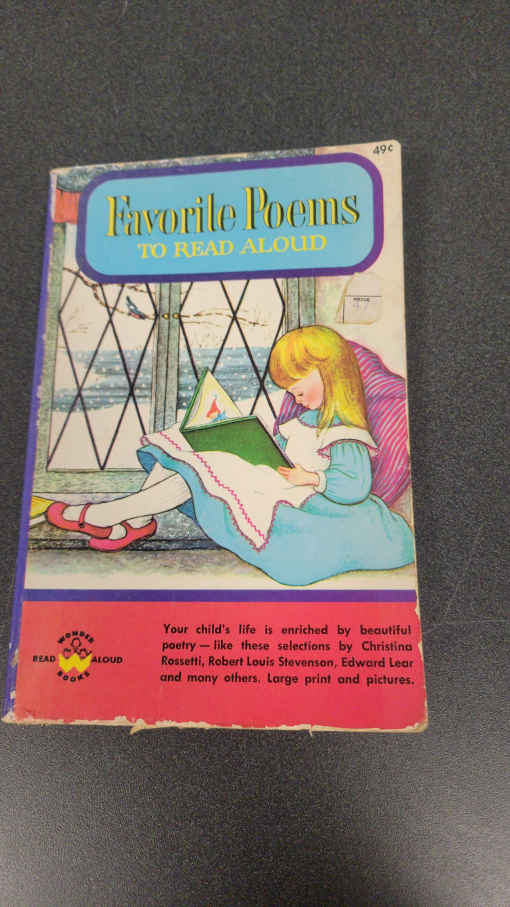 49¢
Favorite Poems
TO READ ALOUD
WONDER
READ ALOUD
BOOKS
Your child's life is enriched by beautiful
poetry — like these selections by Christina
Rossetti, Robert Louis Stevenson, Edward Lear
and many others. Large print and pictures.